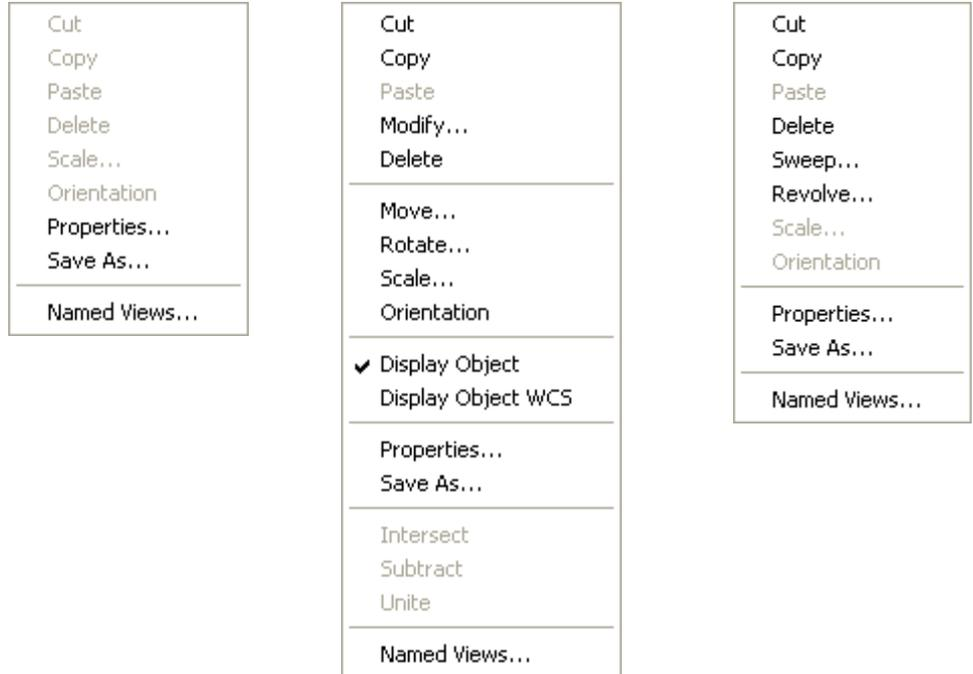 Cut
Copy
Paste
Delete
Scale...
Orientation
Properties...
Save As...
Named Views...
Cut
Copy
Paste
Modify...
Delete
Move...
Rotate...
Scale...
Orientation
Display Object
Display Object WCS
Properties...
Save As...
Intersect
Subtract
Unite
Named Views...
Cut
Copy
Paste
Delete
Sweep...
Revolve...
Scale...
Orientation
Properties...
Save As...
Named Views...